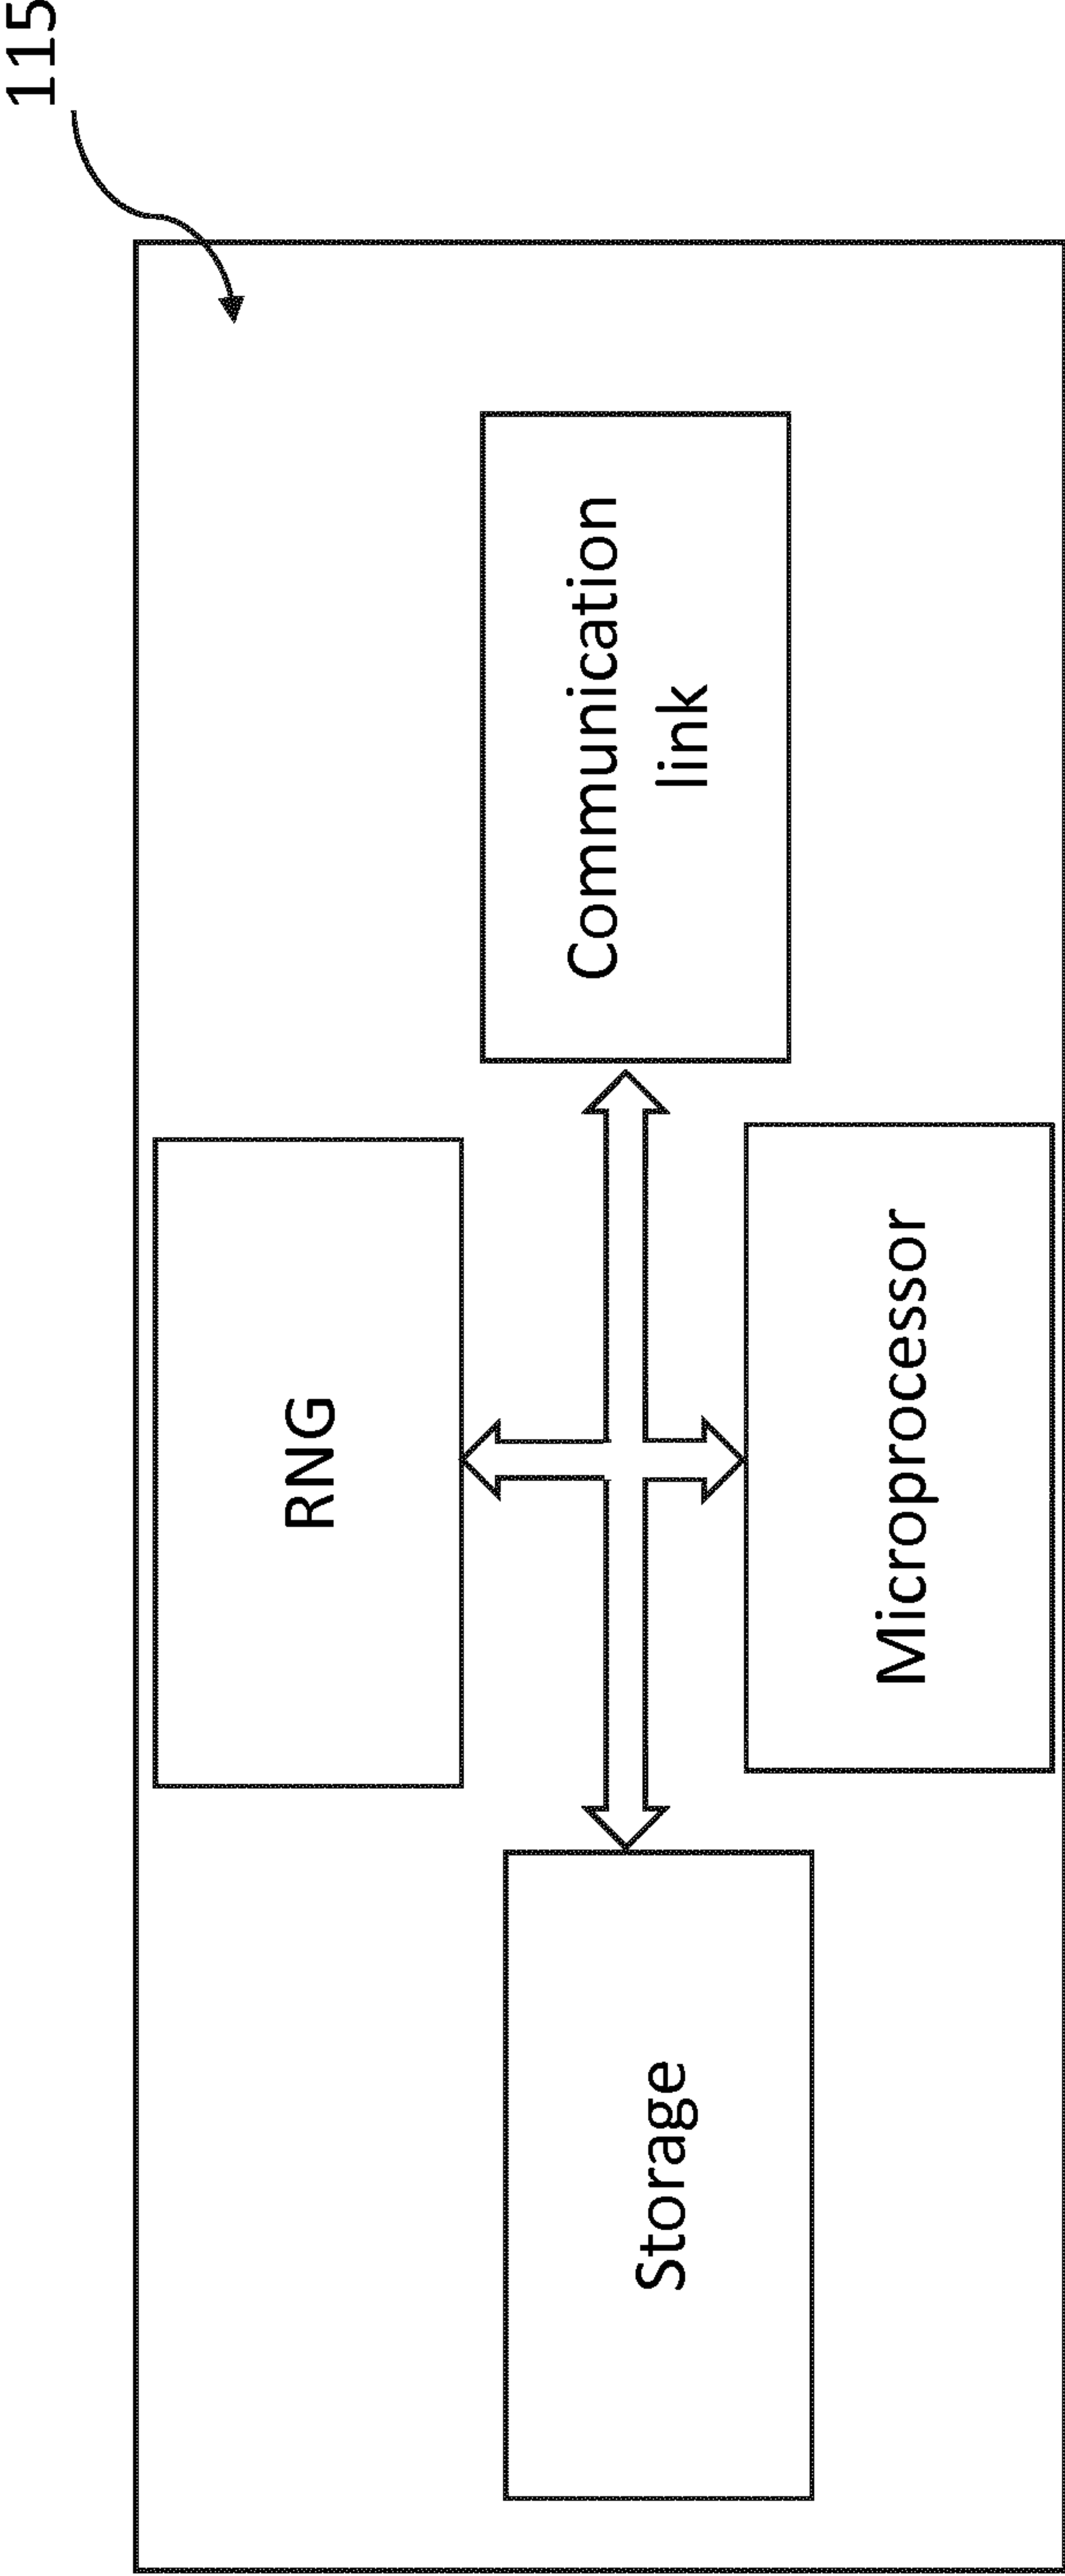 115
RNG
Storage
Communication
link
Microprocessor